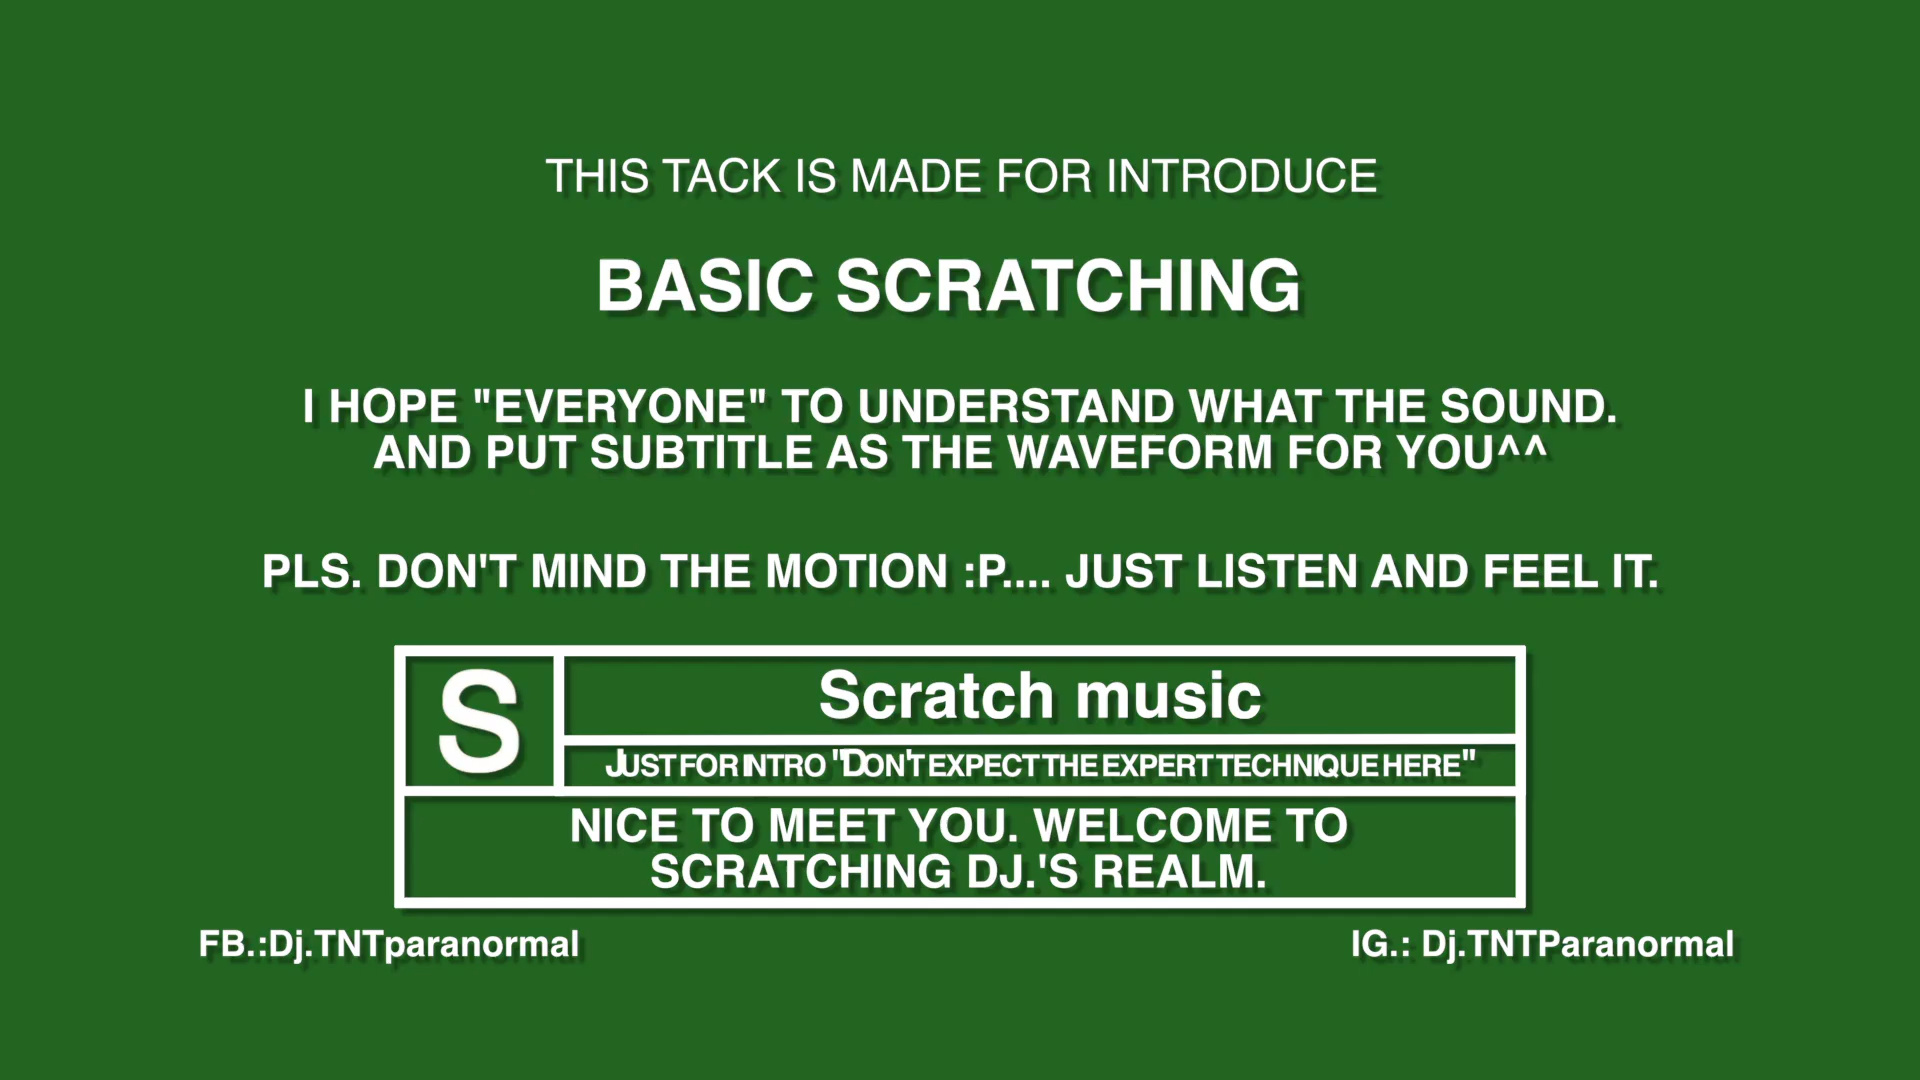 THIS TACK IS MADE FOR INTRODUCE
BASIC SCRATCHING
I HOPE "EVERYONE" TO UNDERSTAND WHAT THE SOUND.
AND PUT SUBTITLE AS THE WAVEFORM FOR YOU^^
PLS. DON'T MIND THE MOTION :P.... JUST LISTEN AND FEEL IT.
S
Scratch music
JUST FOR INTRO "DON'T EXPECT THE EXPERT TECHNIQUE HERE"
NICE TO MEET YOU. WELCOME TO
SCRATCHING DJ.'S REALM.
FB.:Dj.TNTparanormal
IG.: Dj.TNTParanormal